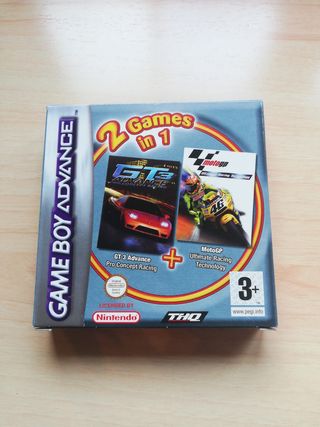 GAME BOY ADVANCE
2 Games
in 1
GT3
ADVANCE
motogp
46
GT 3 Advance
Pro Concept Racing
+
MotoGP
Ultimate Racing
Technology
LICENSED BY
Nintendo
THQ
3+
www.pegi.info